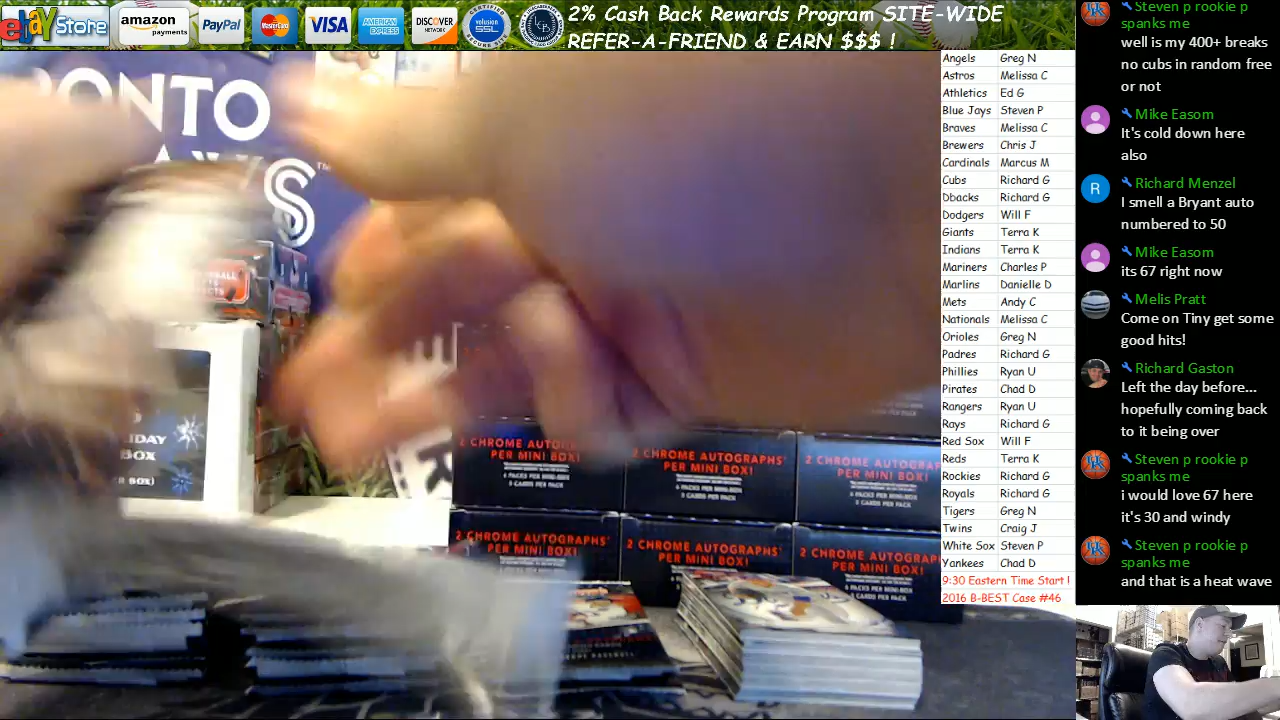 ebay Store
amazon
payments
PayPal
MasterCard
VISA
AMERICAN EXPRESS
DISCOVER
NETWORK
2% Cash Back Rewards Program SITE-WIDE
REFER-A-FRIEND & EARN $$$ !
ONTO
S
2 CHROME AUTOG
PER MINI BOX!
2 CHROME AUTOGRAPHS'
PER MINI BOX!
2 CHROME AUTOGRAPHS
PER MINI BOX!
2 CHROME AUTOGRAPHS'
PER MINI BOX!
2 CHROME AUTOGRAPHS'
PER MINI BOX!
2 CHROME AUTOGRAPHS'
PER MINI BOX!
IDAY
BOX
Angels Greg N
Astros Melissa C
Athletics Ed G
Blue Jays Steven P
Braves Melissa C
Brewers Chris J
Cardinals Marcus M
Cubs Richard G
Dbacks Richard G
Dodgers Will F
Giants Terra K
Indians Terra K
Mariners Charles P
Marlins Danielle D
Mets Andy C
Nationals Melissa C
Orioles Greg N
Padres Richard G
Phillies Ryan U
Pirates Chad D
Rangers Ryan U
Rays Richard G
Red Sox Will F
Reds Terra K
Rockies Richard G
Royals Richard G
Tigers Greg N
Twins Craig J
White Sox Steven P
Yankees Chad D
9:30 Eastern Time Start !
2016 B-BEST Case #46
Steven p rookie p
spanks me
well is my 400+ breaks
no cubs in random free
or not
Mike Easom
It's cold down here
also
R
Richard Menzel
I smell a Bryant auto
numbered to 50
Mike Easom
its 67 right now
Melis Pratt
Come on Tiny get some
good hits!
Richard Gaston
Left the day before...
hopefully coming back
to it being over
Steven p rookie p
spanks me
i would love 67 here
it's 30 and windy
Steven p rookie p
spanks me
and that is a heat wave